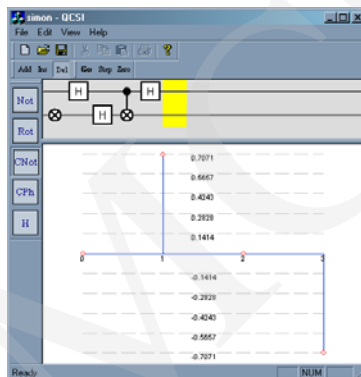 simon - QCSI
File Edit View Help
Add Ins Del Go Step Zero
H H
H
Not
Rot
CNot
CPh
H
0.7071
0.5657
0.4243
0.2828
0.1414
0 1 2 3
-0.1414
-0.2828
-0.4243
-0.5657
-0.7071
Ready NUM